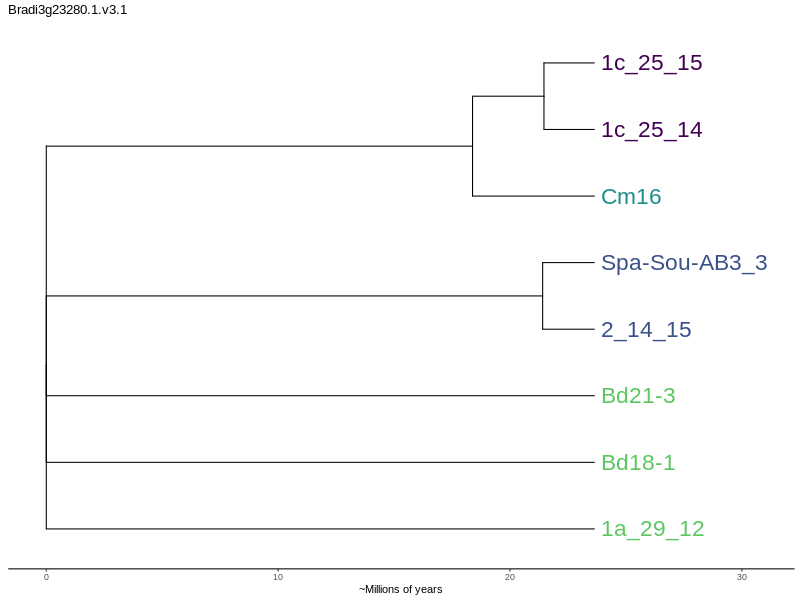 Bradi3g23280.1.v3.1
1c_25_15
1c_25_14
Cm16
Spa-Sou-AB3_3
2_14_15
Bd21-3
Bd18-1
1a_29_12
0 10 20 30
~Millions of years